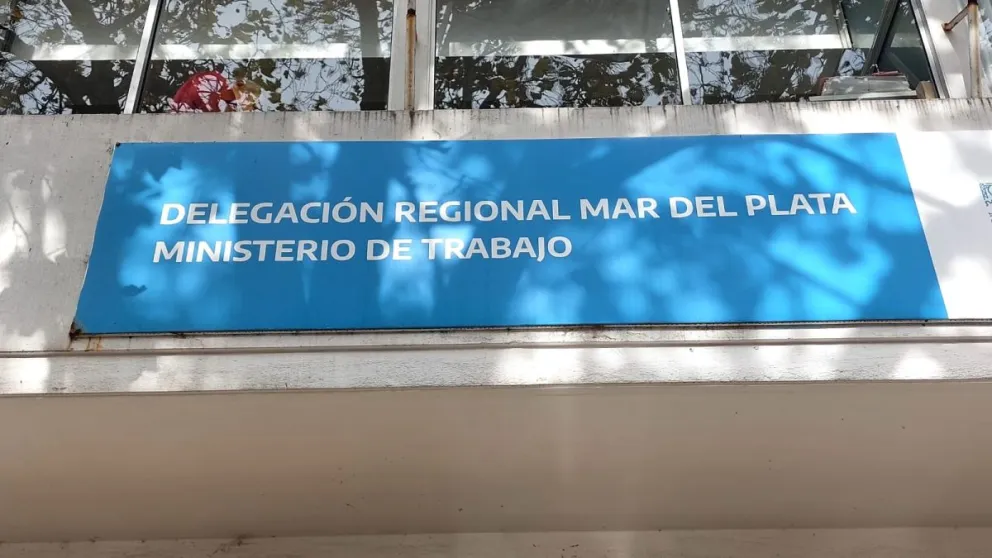 DELEGACIÓN REGIONAL MAR DEL PLATA
MINISTERIO DE TRABAJO